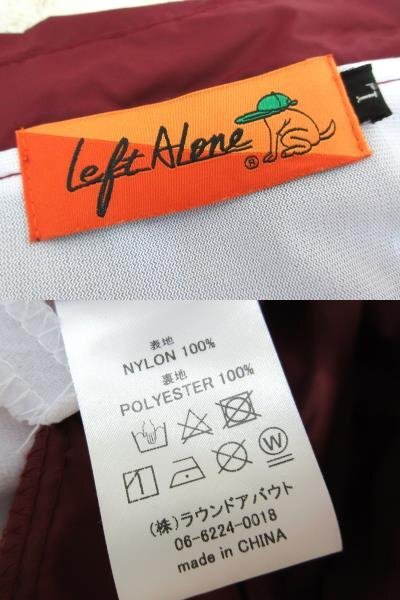 Left Alone
®
L
表地
NYLON 100%
裏地
POLYESTER 100%
W
(株)ラウンドアバウト
06-6224-0018
made in CHINA